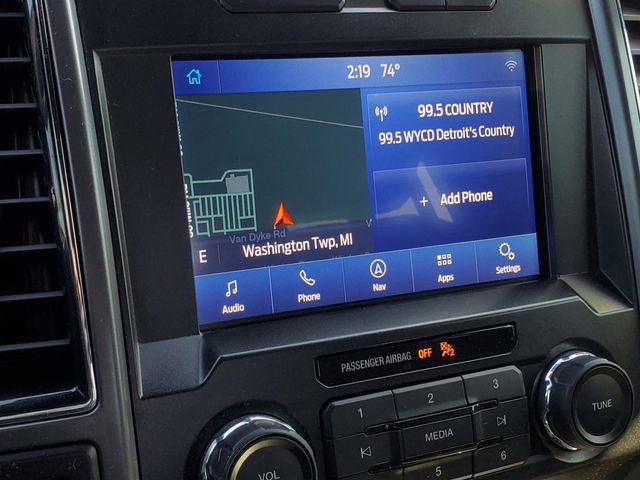 2:19 74°
99.5 COUNTRY
99.5 WYCD Detroit's Country
+ Add Phone
Van Dyke Rd
E Washington Twp, MI
Audio
Phone
Nav
Apps
Settings
PASSENGER AIRBAG OFF
1
2
3
MEDIA
5
6
VOL
TUNE